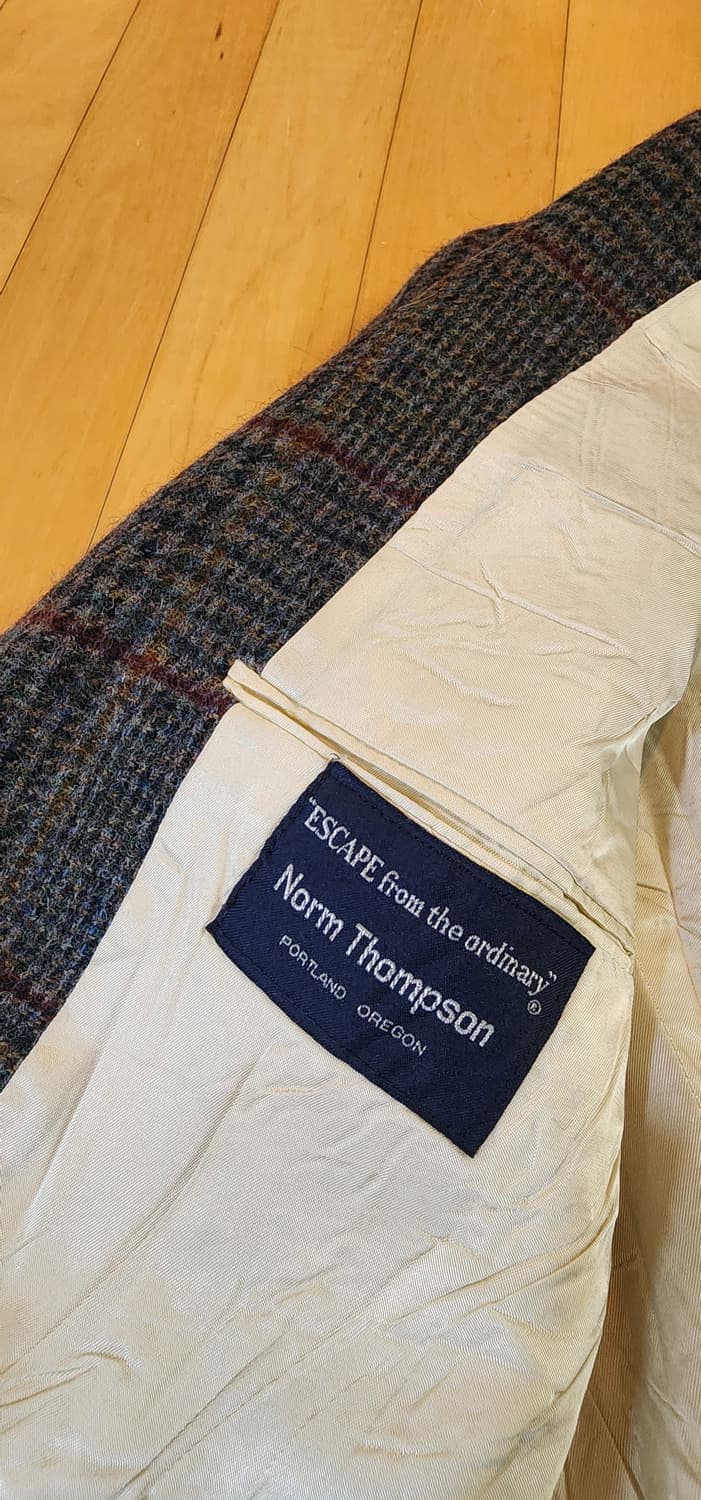 "ESCAPE from the ordinary"®
Norm Thompson
PORTLAND OREGON